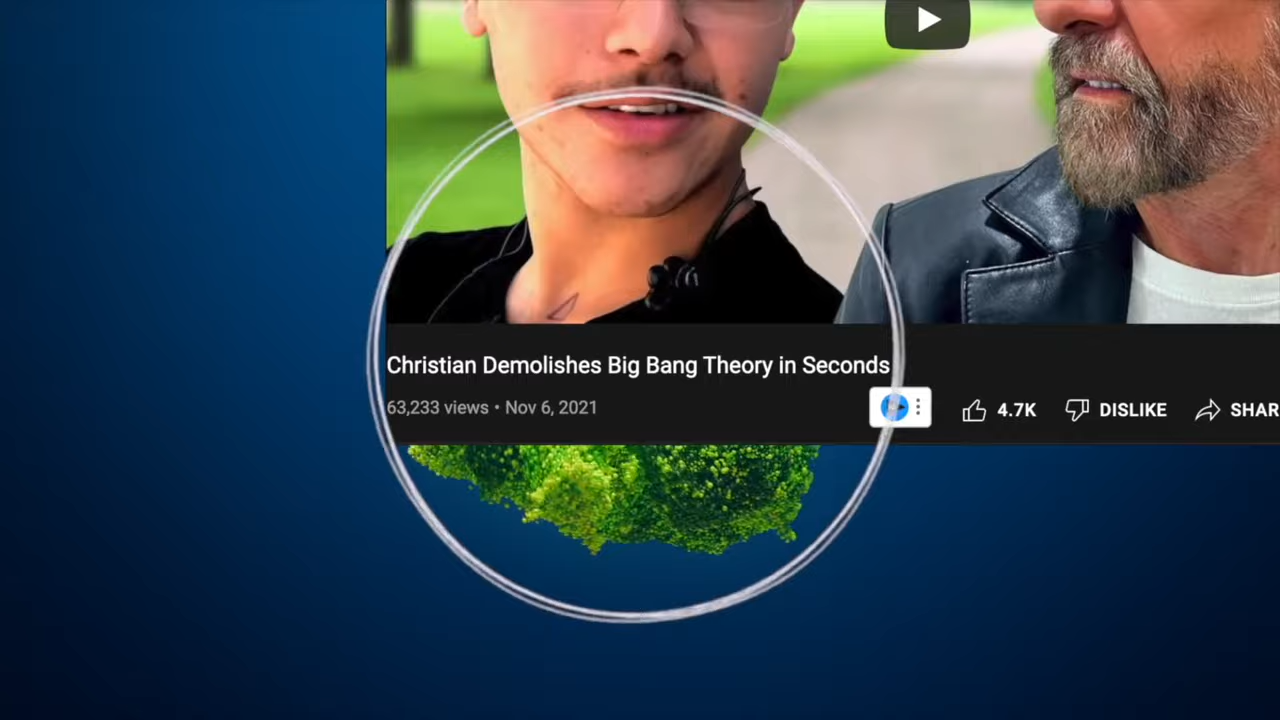 Christian Demolishes Big Bang Theory in Seconds
63,233 views • Nov 6, 2021
4.7K
DISLIKE
SHAR